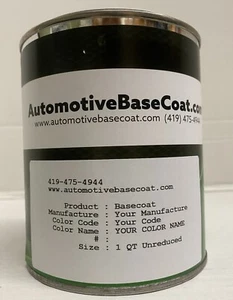 AutomotiveBaseCoat.com
www.automotivebasecoat.com (419) 475-4944
419-475-4944
www.automotivebasecoat.com
Product : Basecoat
Manufacture : Your Manufacture
Color Code : Your Code
Color Name : YOUR COLOR NAME
# :
Size : 1 QT Unreduced